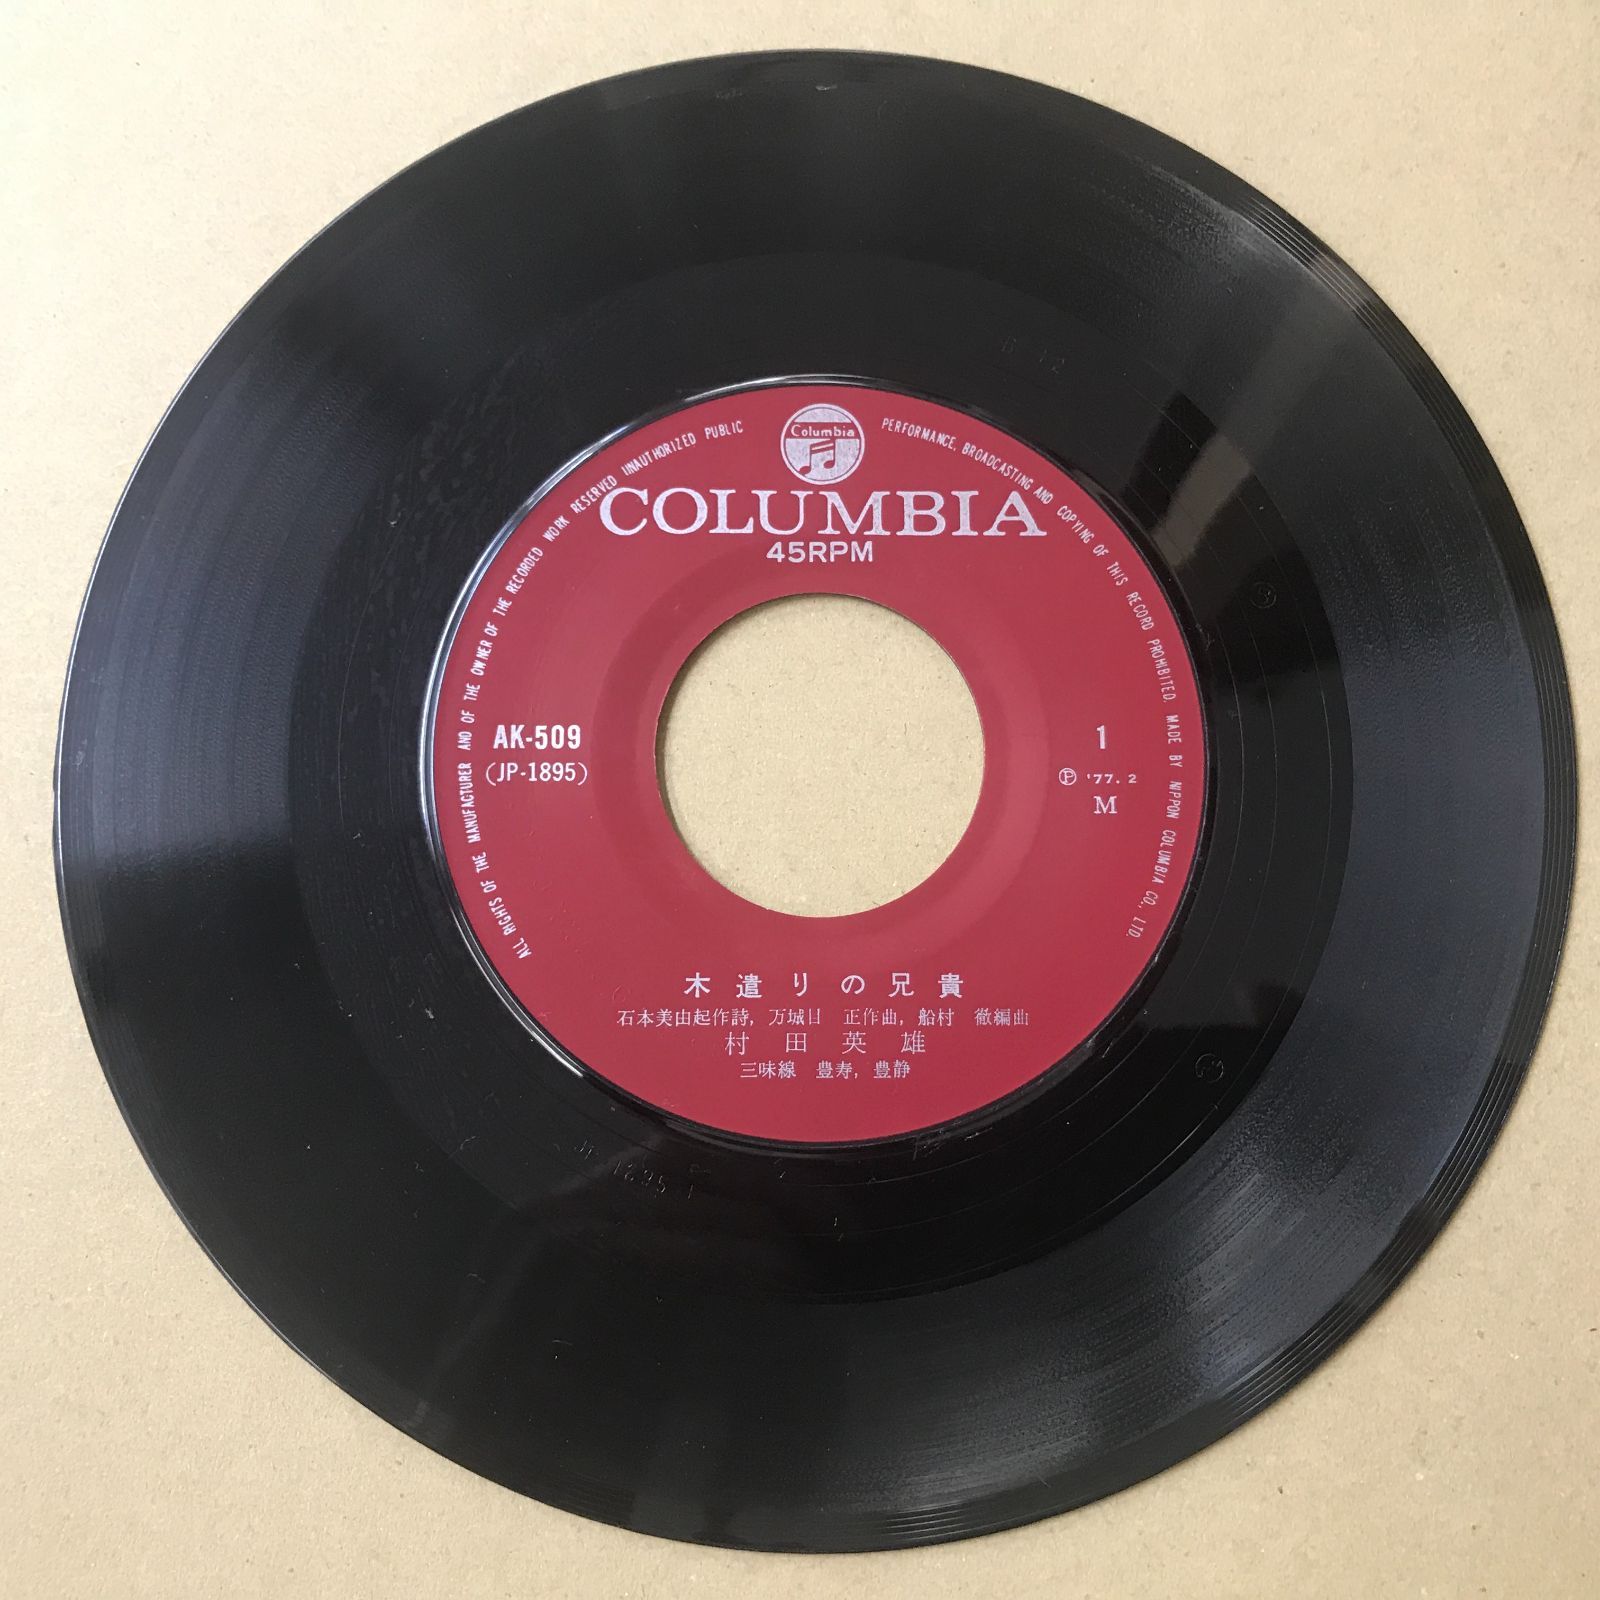 Columbia
COLUMBIA
45RPM
ALL RIGHTS OF THE MANUFACTURER AND OF THE OWNER OF THE RECORDED WORK RESERVED UNAUTHORIZED PUBLIC PERFORMANCE, BROADCASTING AND COPYING OF THIS RECORD PROHIBITED. MADE BY NIPPON COLUMBIA CO., LTD.
AK-509
(JP-1895)
1
Ⓟ '77.2
M
木遣りの兄貴
石本美由起作詩, 万城目 正作曲, 船村 徹編曲
村田英雄
三味線 豊寿, 豊静